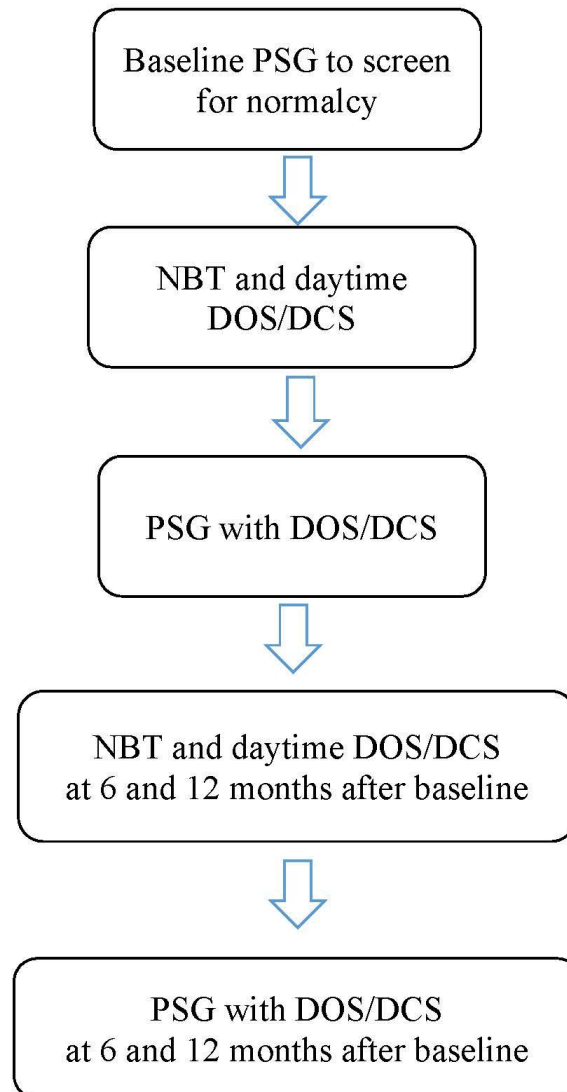 Baseline PSG to screen
for normalcy
NBT and daytime
DOS/DCS
PSG with DOS/DCS
NBT and daytime DOS/DCS
at 6 and 12 months after baseline
PSG with DOS/DCS
at 6 and 12 months after baseline